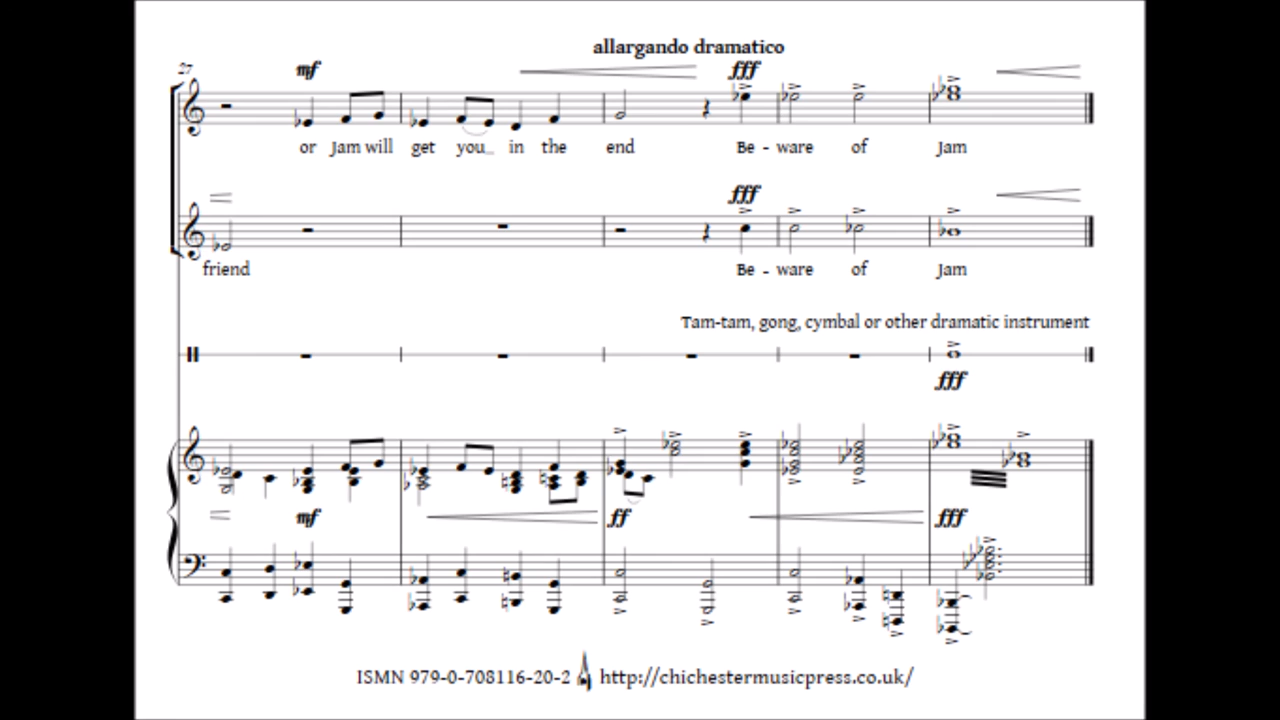 allargando dramatico
27
mf fff
or Jam will get you_ in the end Be - ware of Jam
fff
friend Be - ware of Jam
Tam-tam, gong, cymbal or other dramatic instrument
fff
mf ff fff
ISMN 979-0-708116-20-2 http://chichestermusicpress.co.uk/